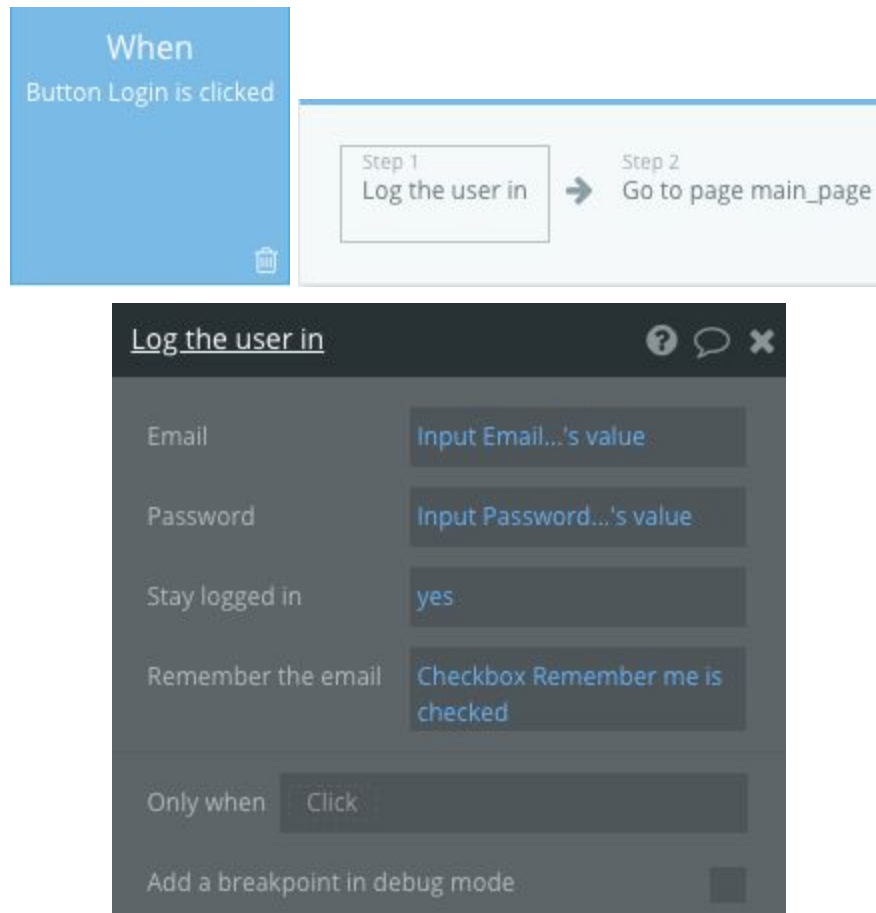 When
Button Login is clicked
Step 1
Log the user in
Step 2
Go to page main_page
Log the user in
Email
Input Email...'s value
Password
Input Password...'s value
Stay logged in
yes
Remember the email
Checkbox Remember me is
checked
Only when
Click
Add a breakpoint in debug mode